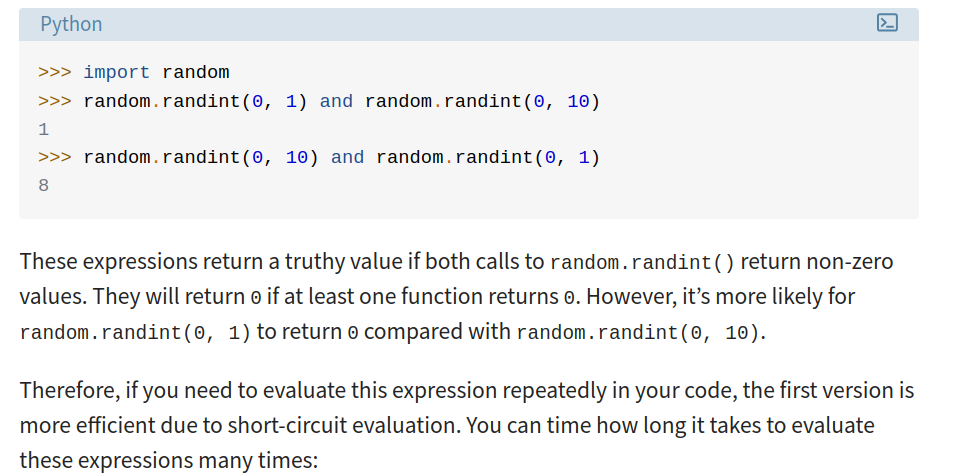 Python
>>> import random
>>> random.randint(0, 1) and random.randint(0, 10)
1
>>> random.randint(0, 10) and random.randint(0, 1)
8
These expressions return a truthy value if both calls to random.randint() return non-zero
values. They will return 0 if at least one function returns 0. However, it’s more likely for
random.randint(0, 1) to return 0 compared with random.randint(0, 10).
Therefore, if you need to evaluate this expression repeatedly in your code, the first version is
more efficient due to short-circuit evaluation. You can time how long it takes to evaluate
these expressions many times: